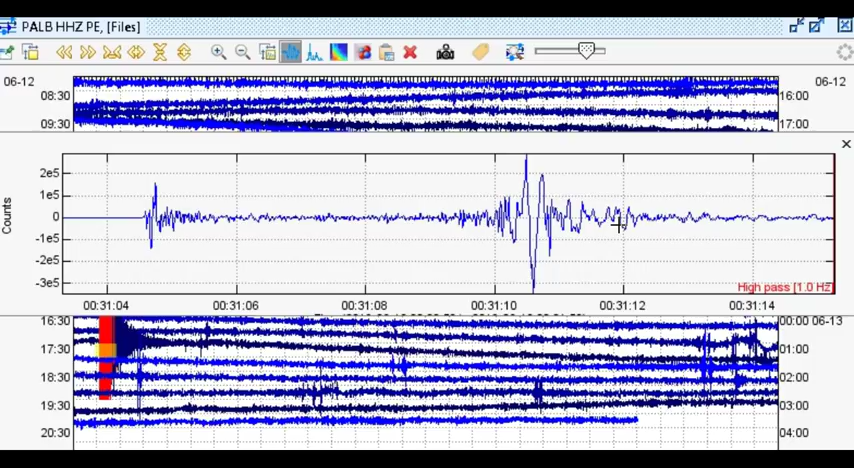 PALB HHZ PE, [Files]
06-12 06-12
08:30 16:00
09:30 17:00
Counts
2e5
1e5
0
-1e5
-2e5
-3e5
High pass [1.0 Hz]
00:31:04 00:31:06 00:31:08 00:31:10 00:31:12 00:31:14
16:30 00:00 06-13
17:30 01:00
18:30 02:00
19:30 03:00
20:30 04:00